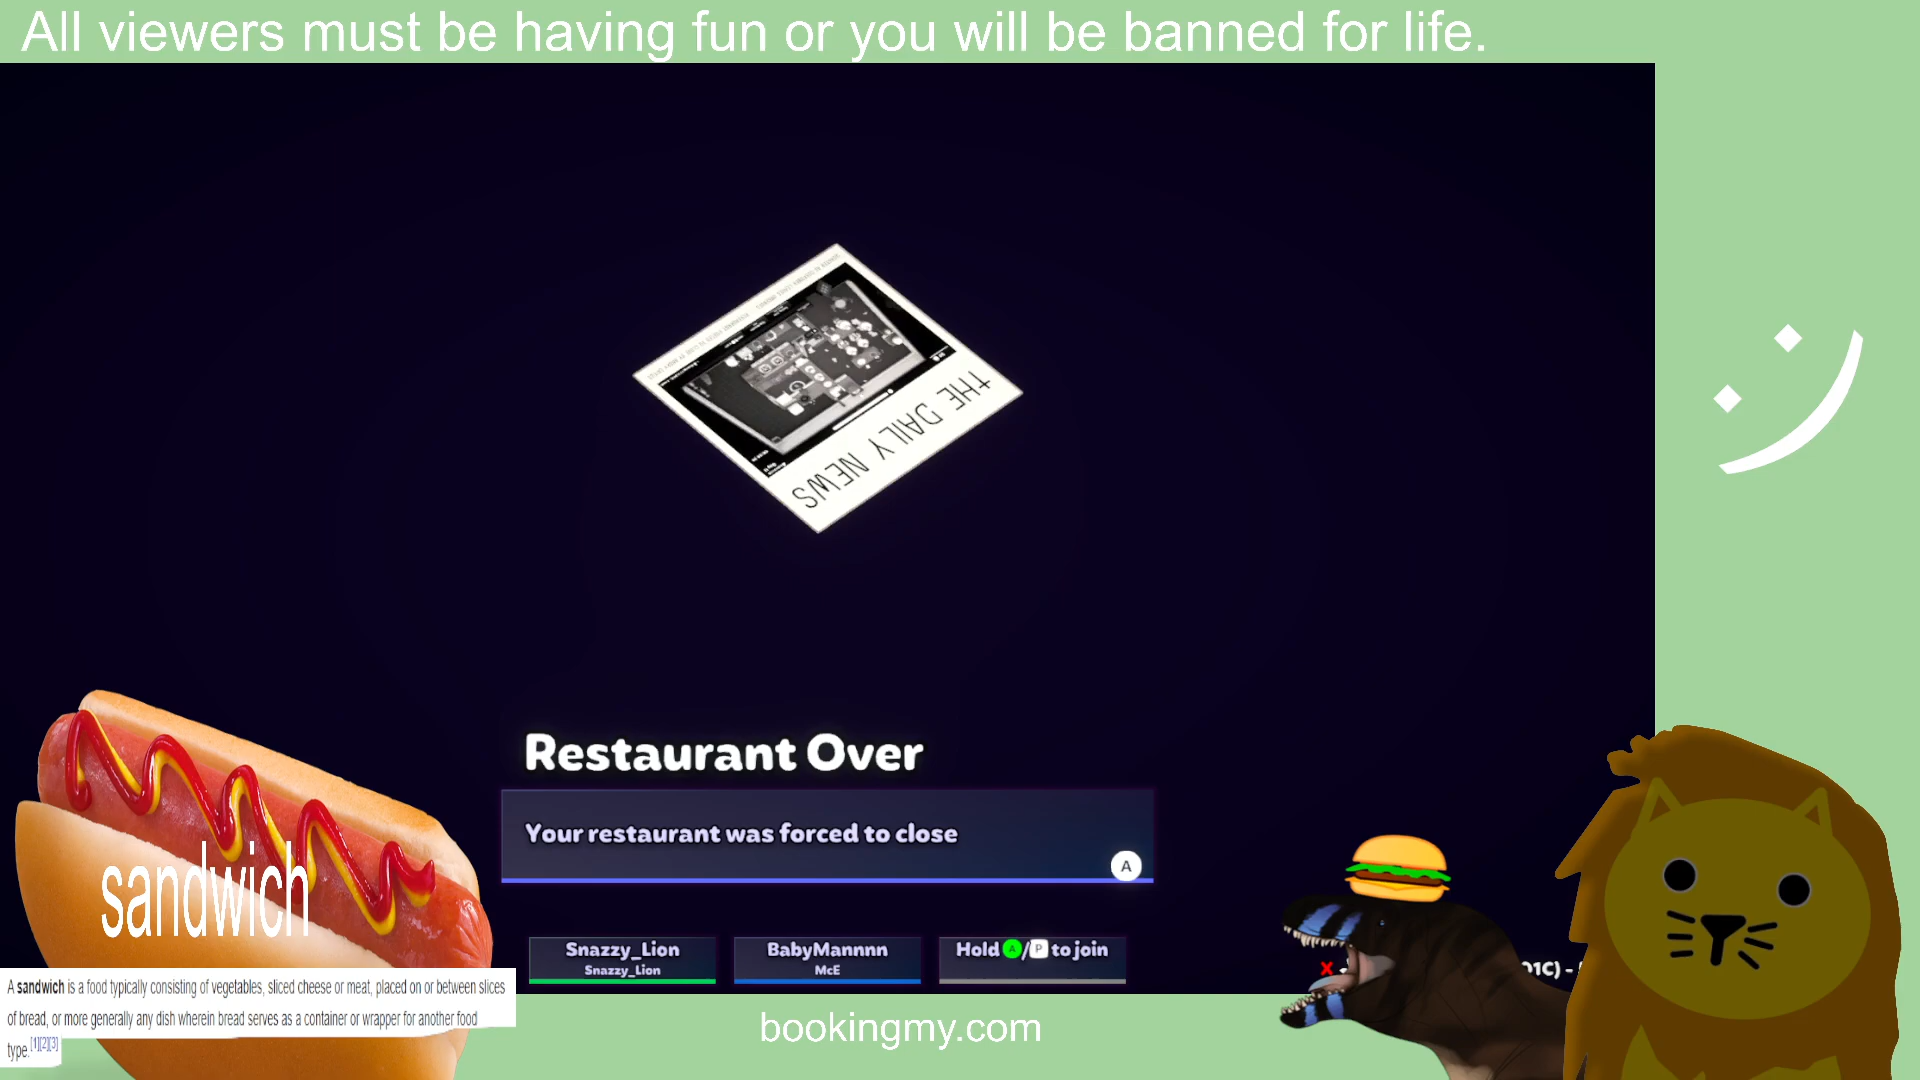 All viewers must be having fun or you will be banned for life.
THE DAILY NEWS
Restaurant Over
Your restaurant was forced to close
A
Snazzy_Lion
Snazzy_Lion
BabyMannnn
McE
Hold A/P to join
sandwich
A sandwich is a food typically consisting of vegetables, sliced cheese or meat, placed on or between slices
of bread, or more generally any dish wherein bread serves as a container or wrapper for another food
type.[1][2][3]
bookingmy.com